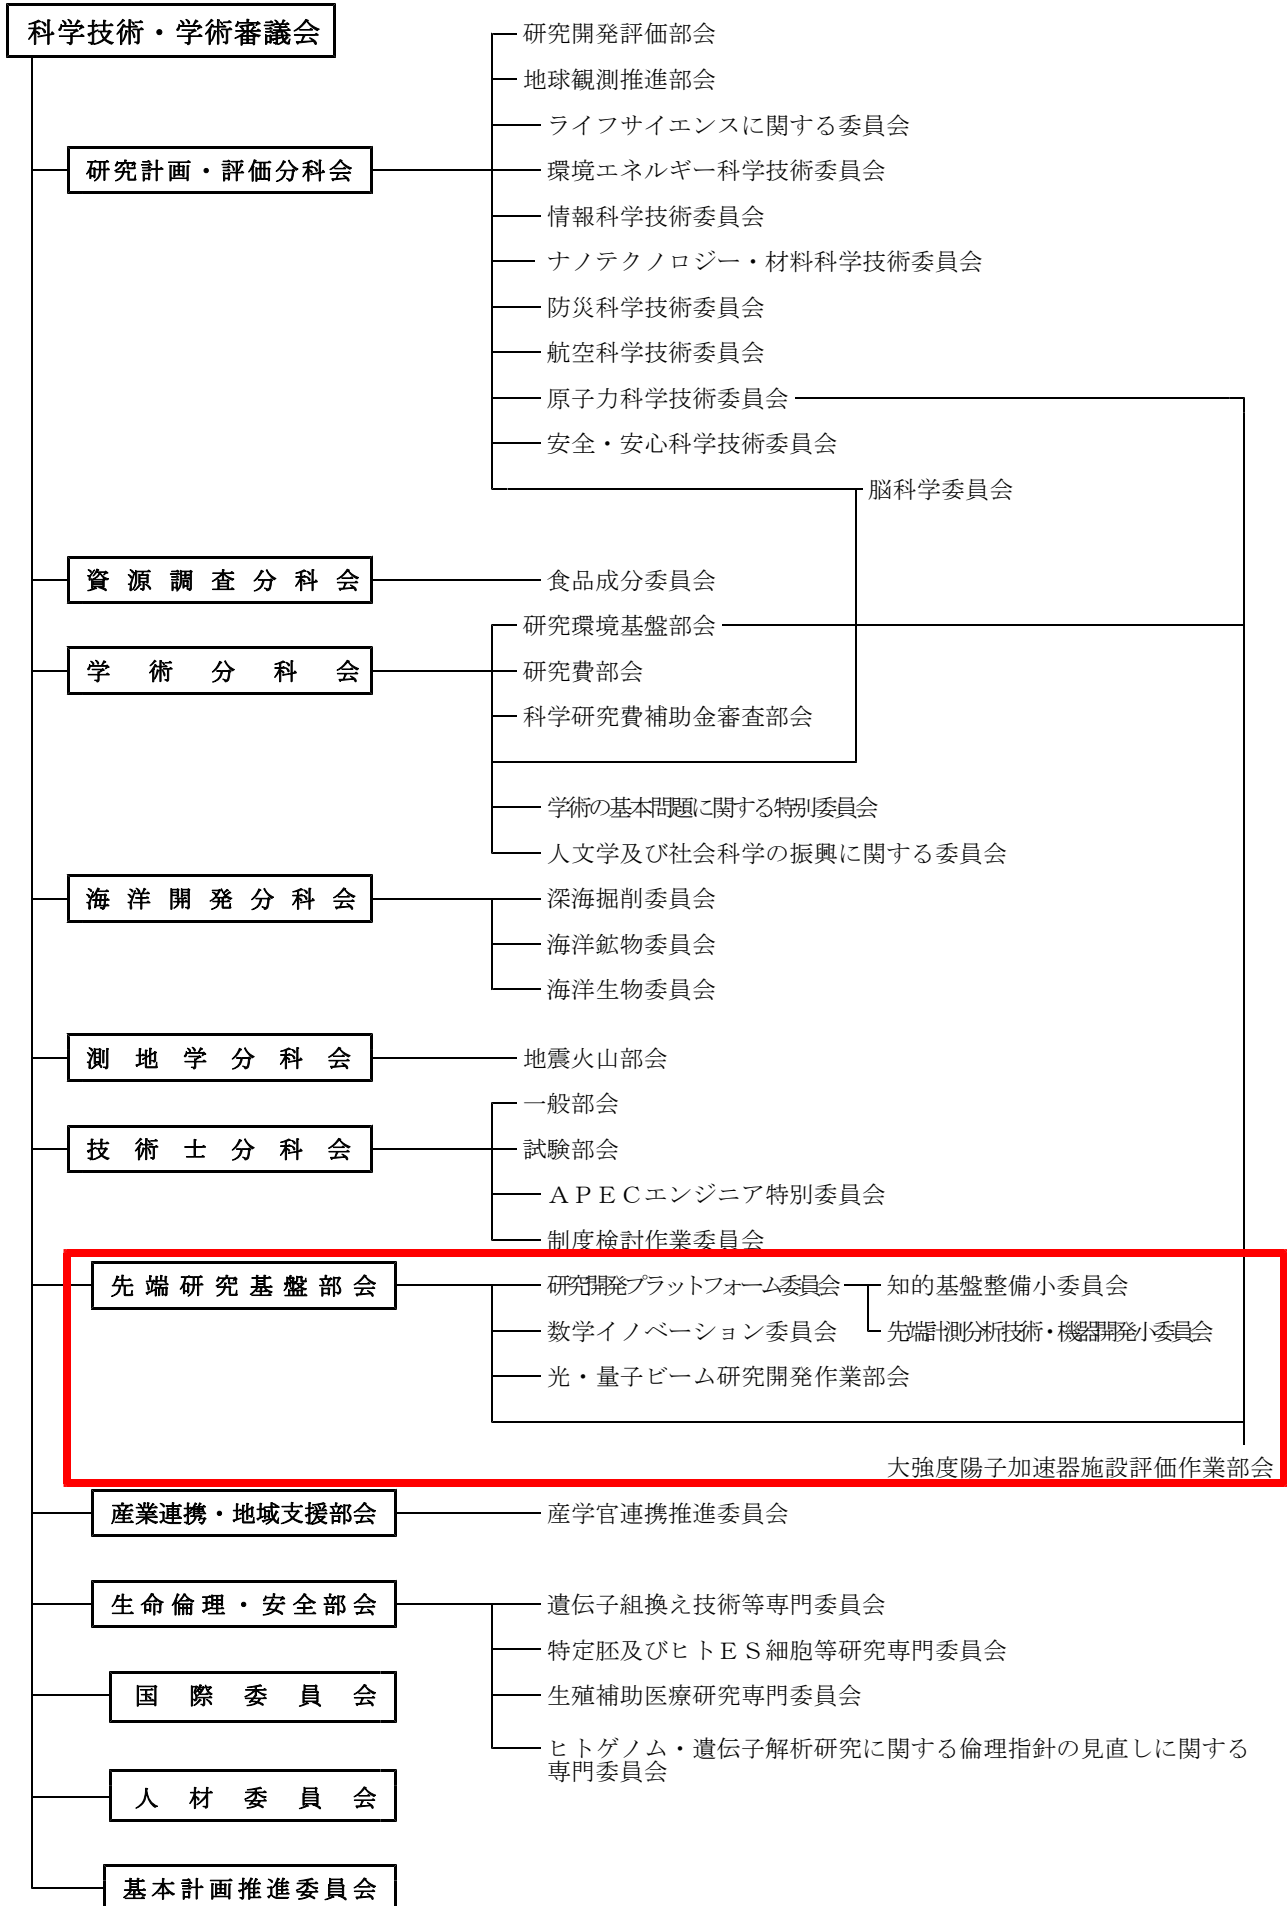 科学技術・学術審議会
研究開発評価部会
地球観測推進部会
ライフサイエンスに関する委員会
研究計画・評価分科会
環境エネルギー科学技術委員会
情報科学技術委員会
ナノテクノロジー・材料科学技術委員会
防災科学技術委員会
航空科学技術委員会
原子力科学技術委員会
安全・安心科学技術委員会
脳科学委員会
資源調査分科会
食品成分委員会
研究環境基盤部会
学術分科会
研究費部会
科学研究費補助金審査部会
学術の基本問題に関する特別委員会
人文学及び社会科学の振興に関する委員会
海洋開発分科会
深海掘削委員会
海洋鉱物委員会
海洋生物委員会
測地学分科会
地震火山部会
一般部会
技術士分科会
試験部会
ＡＰＥＣエンジニア特別委員会
制度検討作業委員会
先端研究基盤部会
研究開発プラットフォーム委員会
知的基盤整備小委員会
数学イノベーション委員会
先端計測分析技術・機器開発小委員会
光・量子ビーム研究開発作業部会
大強度陽子加速器施設評価作業部会
産業連携・地域支援部会
産学官連携推進委員会
生命倫理・安全部会
遺伝子組換え技術等専門委員会
特定胚及びヒトＥＳ細胞等研究専門委員会
国際委員会
生殖補助医療研究専門委員会
ヒトゲノム・遺伝子解析研究に関する倫理指針の見直しに関する
専門委員会
人材委員会
基本計画推進委員会